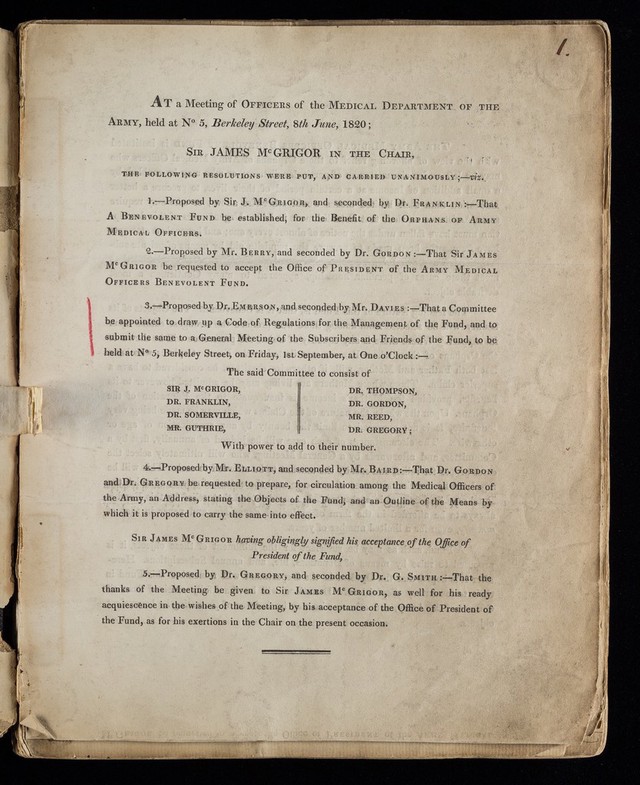 1.
AT a Meeting of OFFICERS of the MEDICAL DEPARTMENT OF THE
ARMY, held at No 5, Berkeley Street, 8th June, 1820;
SIR JAMES McGRIGOR IN THE CHAIR,
THE FOLLOWING RESOLUTIONS WERE PUT, AND CARRIED UNANIMOUSLY;—viz.
1.—Proposed by Sir J. McGRIGOR, and seconded by Dr. FRANKLIN:—That
A BENEVOLENT FUND be established, for the Benefit of the ORPHANS OF ARMY
MEDICAL OFFICERS.
2.—Proposed by Mr. BERRY, and seconded by Dr. GORDON:—That Sir JAMES
McGRIGOR be requested to accept the Office of PRESIDENT of the ARMY MEDICAL
OFFICERS BENEVOLENT FUND.
3.—Proposed by Dr. EMERSON, and seconded by Mr. DAVIES:—That a Committee
be appointed to draw up a Code of Regulations for the Management of the Fund, and to
submit the same to a General Meeting of the Subscribers and Friends of the Fund, to be
held at No 5, Berkeley Street, on Friday, 1st September, at One o'Clock:—
The said Committee to consist of
SIR J. McGRIGOR,
DR. FRANKLIN,
DR. SOMERVILLE,
MR. GUTHRIE,
DR. THOMPSON,
DR. GORDON,
MR. REED,
DR. GREGORY;
With power to add to their number.
4.—Proposed by Mr. ELLIOTT, and seconded by Mr. BAIRD:—That Dr. GORDON
and Dr. GREGORY be requested to prepare, for circulation among the Medical Officers of
the Army, an Address, stating the Objects of the Fund, and an Outline of the Means by
which it is proposed to carry the same into effect.
SIR JAMES McGRIGOR having obligingly signified his acceptance of the Office of
President of the Fund,
5.—Proposed by Dr. GREGORY, and seconded by Dr. G. SMITH:—That the
thanks of the Meeting be given to Sir JAMES McGRIGOR, as well for his ready
acquiescence in the wishes of the Meeting, by his acceptance of the Office of President of
the Fund, as for his exertions in the Chair on the present occasion.